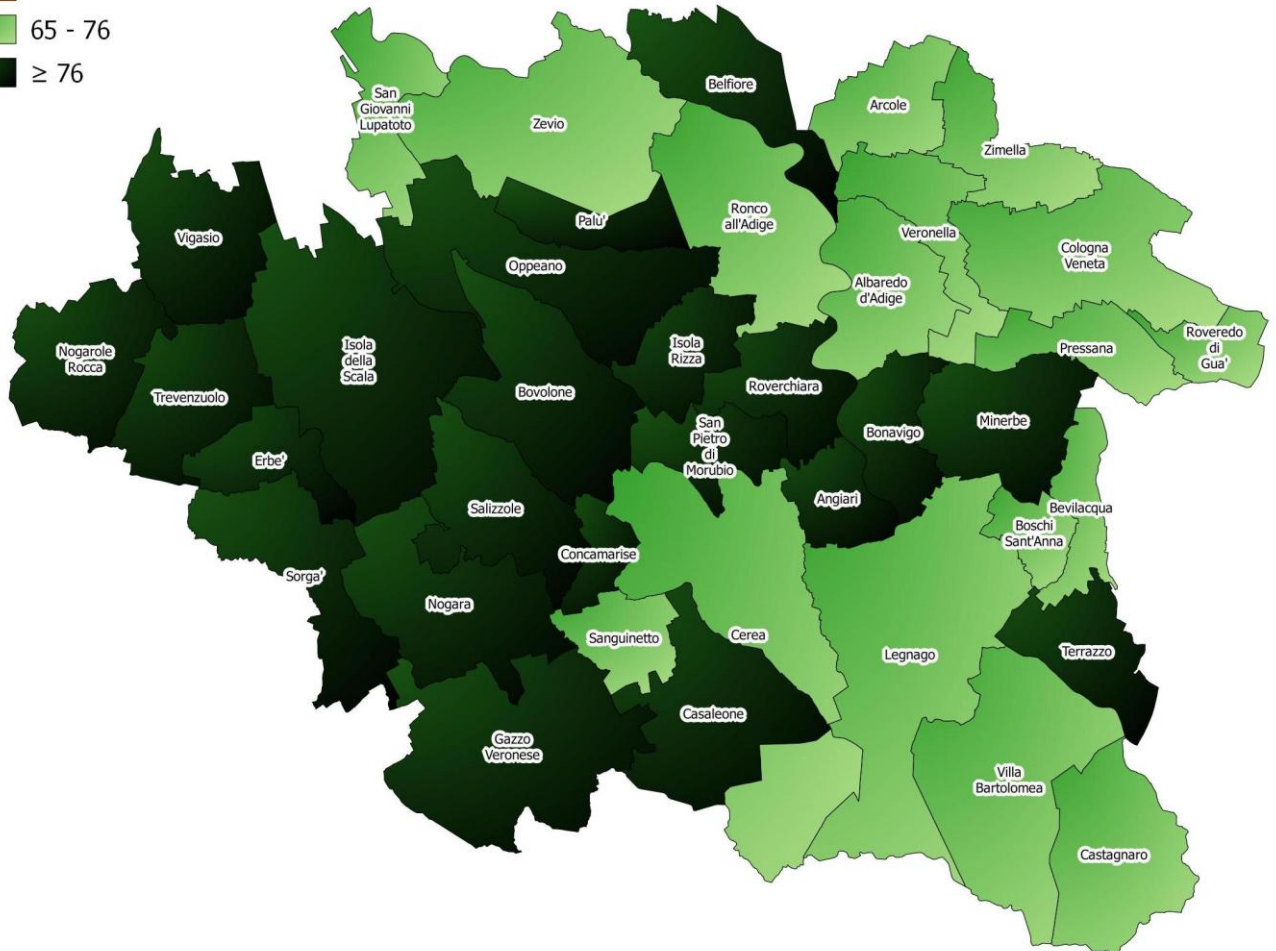 65 - 76
≥ 76
San
Giovanni
Lupatoto
Zevio
Belfiore
Arcole
Zimella
Vigasio
Palu'
Oppeano
Ronco
all'Adige
Veronella
Cologna
Veneta
Albaredo
d'Adige
Nogarole
Rocca
Trevenzuolo
Isola
della
Scala
Isola
Rizza
Bovolone
Roverchiara
Pressana
Roveredo
di
Gua'
Erbe'
San
Pietro
di
Morubio
Bonavigo
Minerbe
Salizzole
Angiari
Bevilacqua
Boschi
Sant'Anna
Concamarise
Sorga'
Nogara
Sanguinetto
Cerea
Legnago
Terrazzo
Casaleone
Gazzo
Veronese
Villa
Bartolomea
Castagnaro